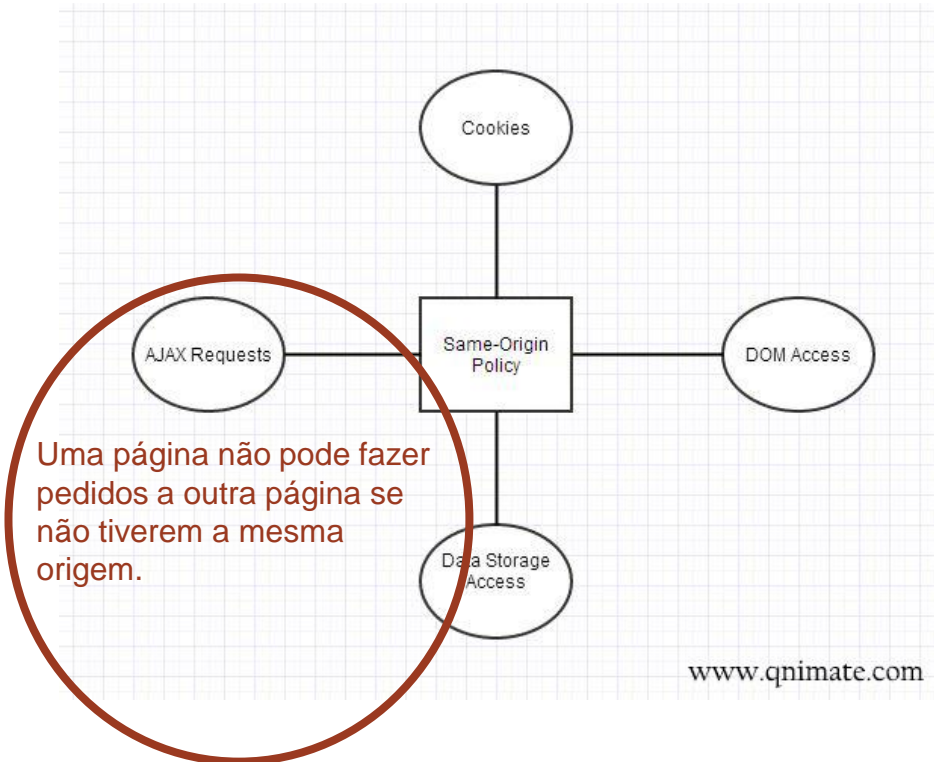 Cookies
AJAX Requests
Same-Origin
Policy
DOM Access
Uma página não pode fazer
pedidos a outra página se
não tiverem a mesma
origem.
Data Storage
Access
www.qnimate.com